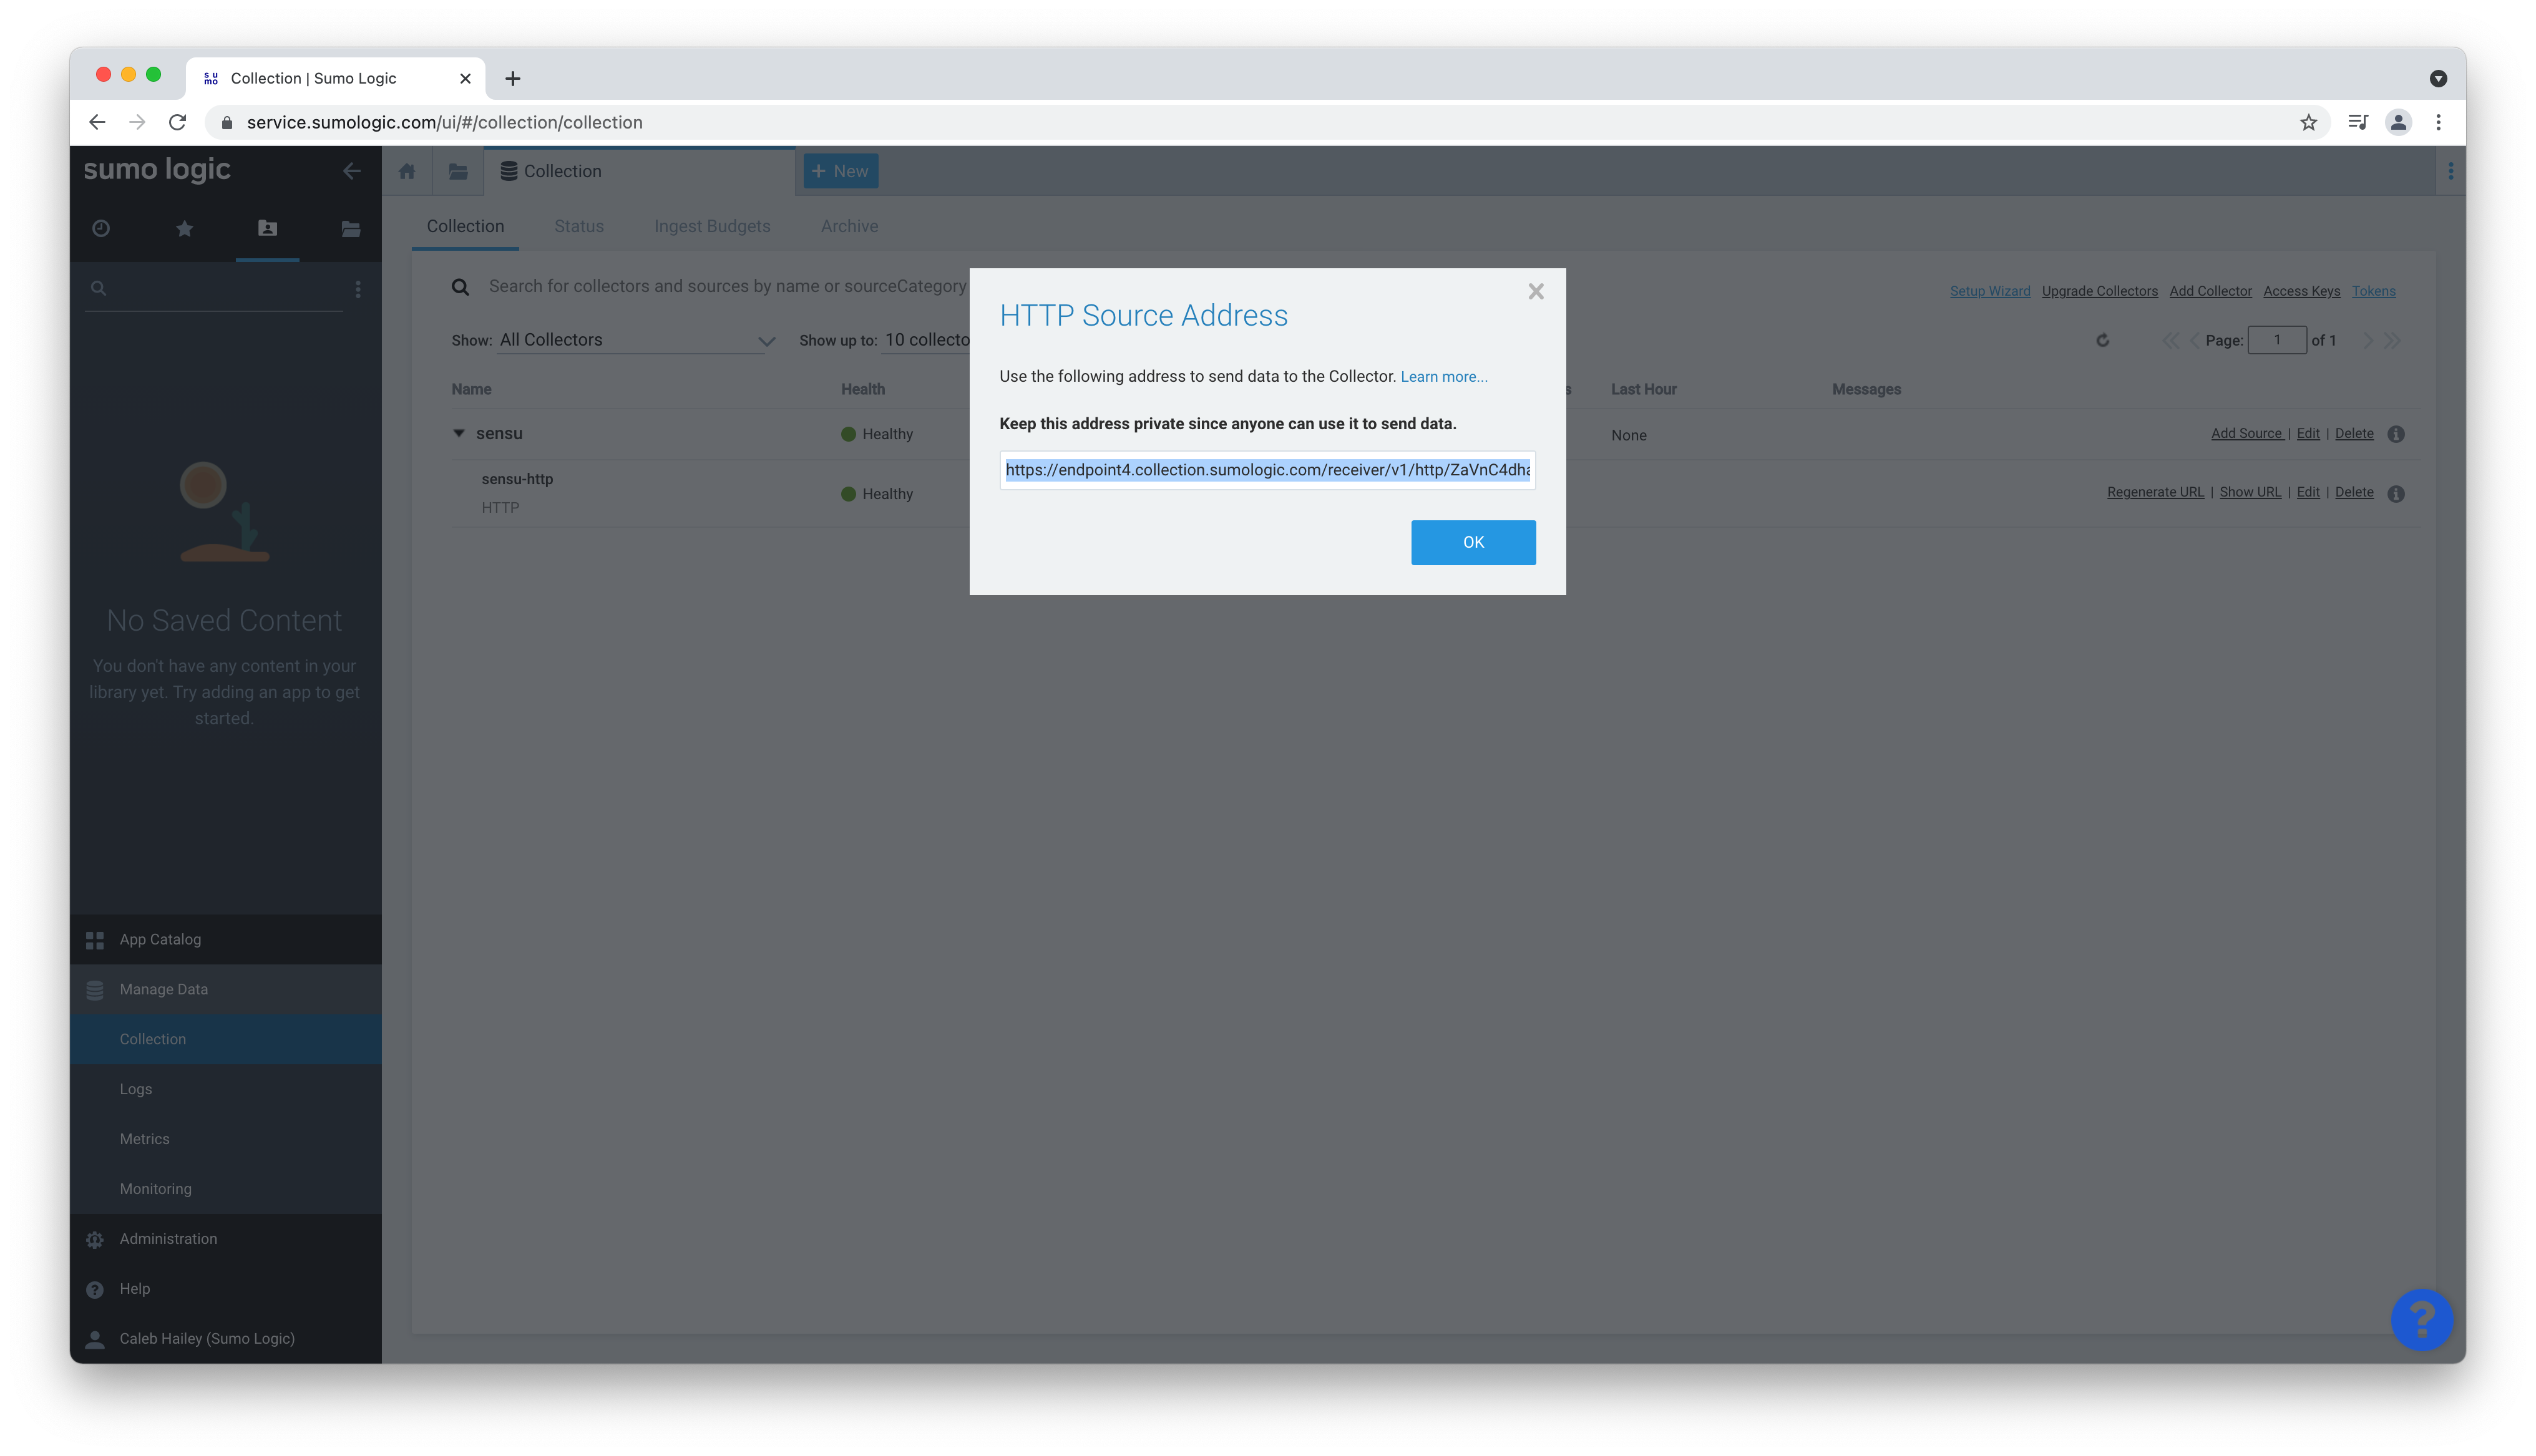 su
mo
Collection | Sumo Logic
service.sumologic.com/ui/#/collection/collection
sumo logic
Collection
+ New
Collection
Status
Ingest Budgets
Archive
Search for collectors and sources by name or sourceCategory
Setup Wizard
Upgrade Collectors
Add Collector
Access Keys
Tokens
Show: All Collectors
Show up to: 10 collecto
Page: 1 of 1
Name
Health
s
Last Hour
Messages
sensu
Healthy
None
Add Source | Edit | Delete
sensu-http
HTTP
Healthy
Regenerate URL | Show URL | Edit | Delete
HTTP Source Address
Use the following address to send data to the Collector. Learn more...
Keep this address private since anyone can use it to send data.
https://endpoint4.collection.sumologic.com/receiver/v1/http/ZaVnC4dha
OK
No Saved Content
You don't have any content in your
library yet. Try adding an app to get
started.
App Catalog
Manage Data
Collection
Logs
Metrics
Monitoring
Administration
Help
Caleb Hailey (Sumo Logic)